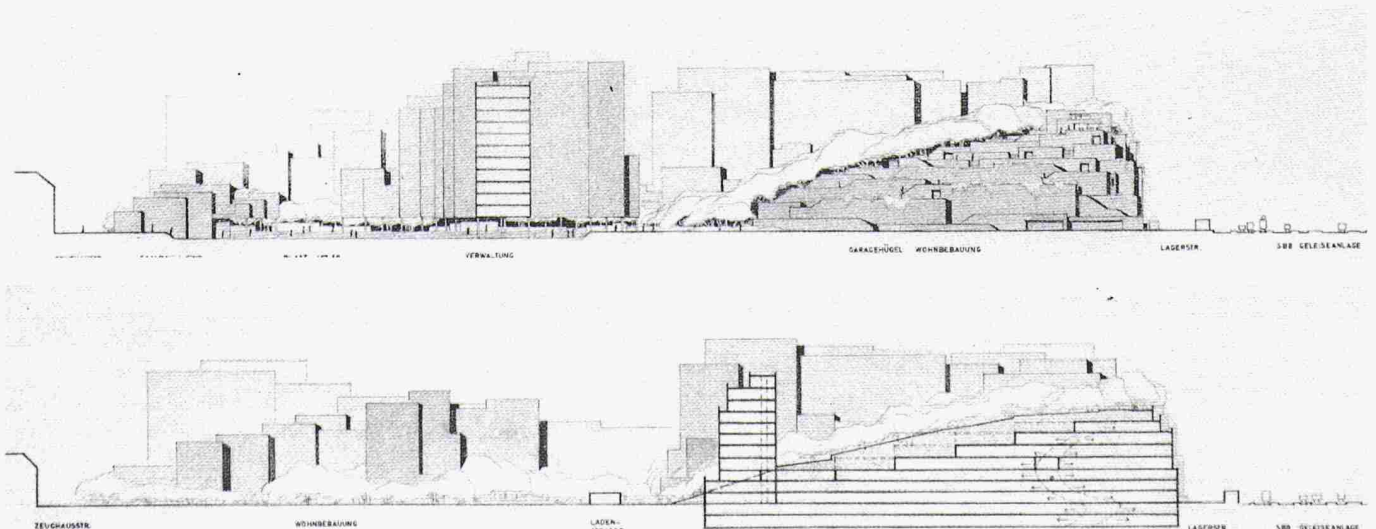 VERWALTUNG
GARAGEHÜGEL WOHNBEBAUUNG
LAGERSTR.
SBB GELEISEANLAGE
ZEUGHAUSSTR.
WOHNBEBAUUNG
LADEN-
LAGERSTR.
SBB GELEISEANLAGE